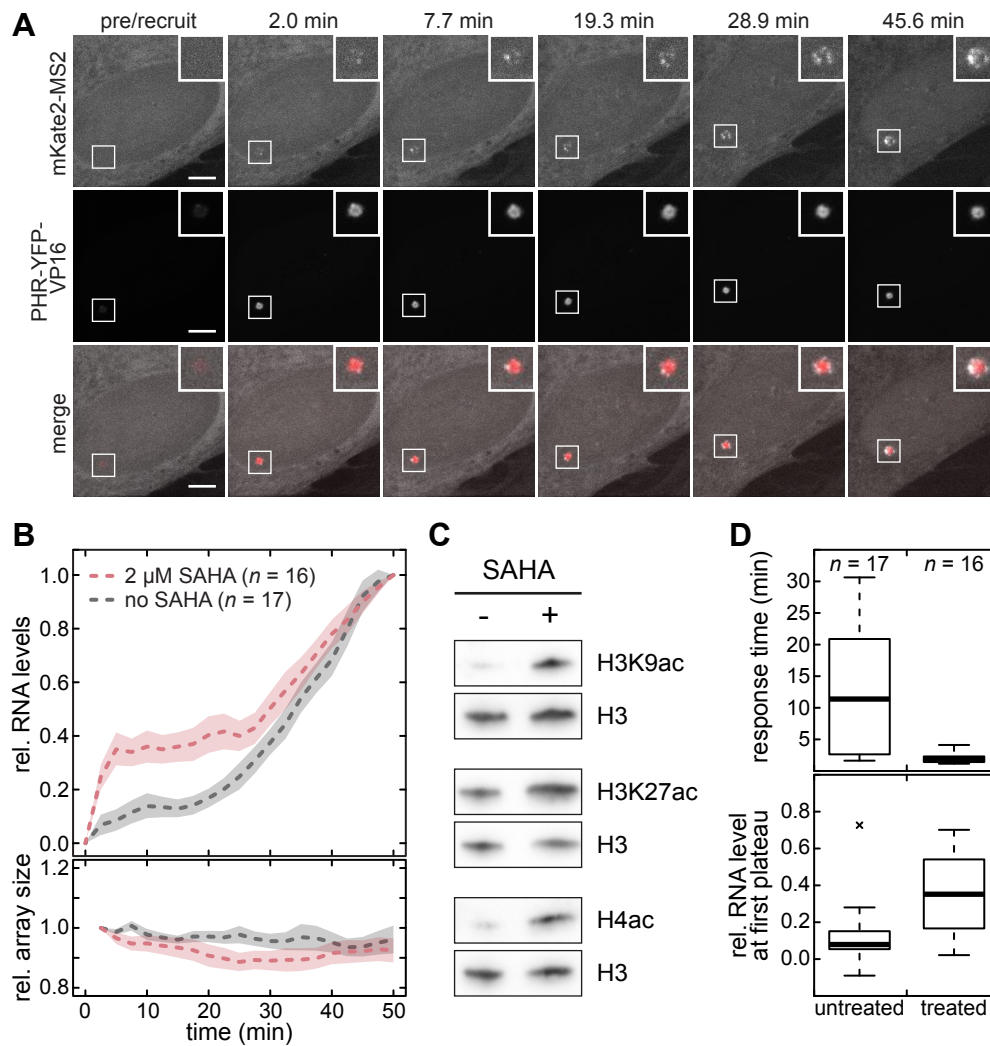 A
pre/recruit 2.0 min 7.7 min 19.3 min 28.9 min 45.6 min
mKate2-MS2
PHR-YFP-
VP16
merge
B
rel. RNA levels
1.0
0.8
0.6
0.4
0.2
0.0
2 µM SAHA (n = 16)
no SAHA (n = 17)
rel. array size
1.2
1.0
0.8
0 10 20 30 40 50
time (min)
C
SAHA
- +
H3K9ac
H3
H3K27ac
H3
H4ac
H3
D
response time (min)
30
25
20
15
10
5
n = 17 n = 16
rel. RNA level
at first plateau
0.8
0.6
0.4
0.2
0.0
untreated treated